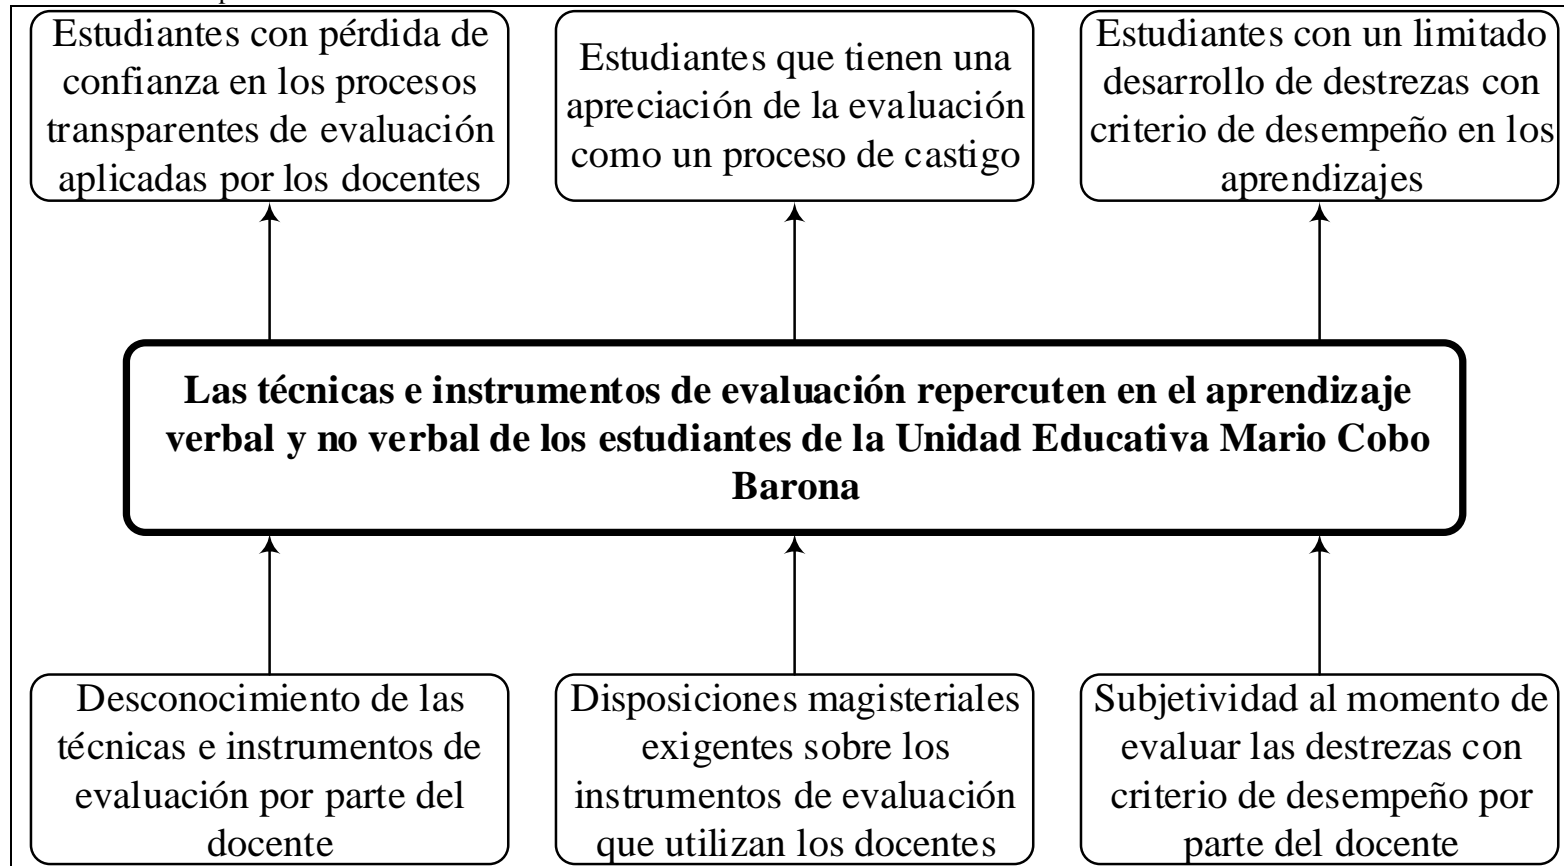 Estudiantes con pérdida de
confianza en los procesos
transparentes de evaluación
aplicadas por los docentes
Estudiantes que tienen una
apreciación de la evaluación
como un proceso de castigo
Estudiantes con un limitado
desarrollo de destrezas con
criterio de desempeño en los
aprendizajes
Las técnicas e instrumentos de evaluación repercuten en el aprendizaje
verbal y no verbal de los estudiantes de la Unidad Educativa Mario Cobo
Barona
Desconocimiento de las
técnicas e instrumentos de
evaluación por parte del
docente
Disposiciones magisteriales
exigentes sobre los
instrumentos de evaluación
que utilizan los docentes
Subjetividad al momento de
evaluar las destrezas con
criterio de desempeño por
parte del docente